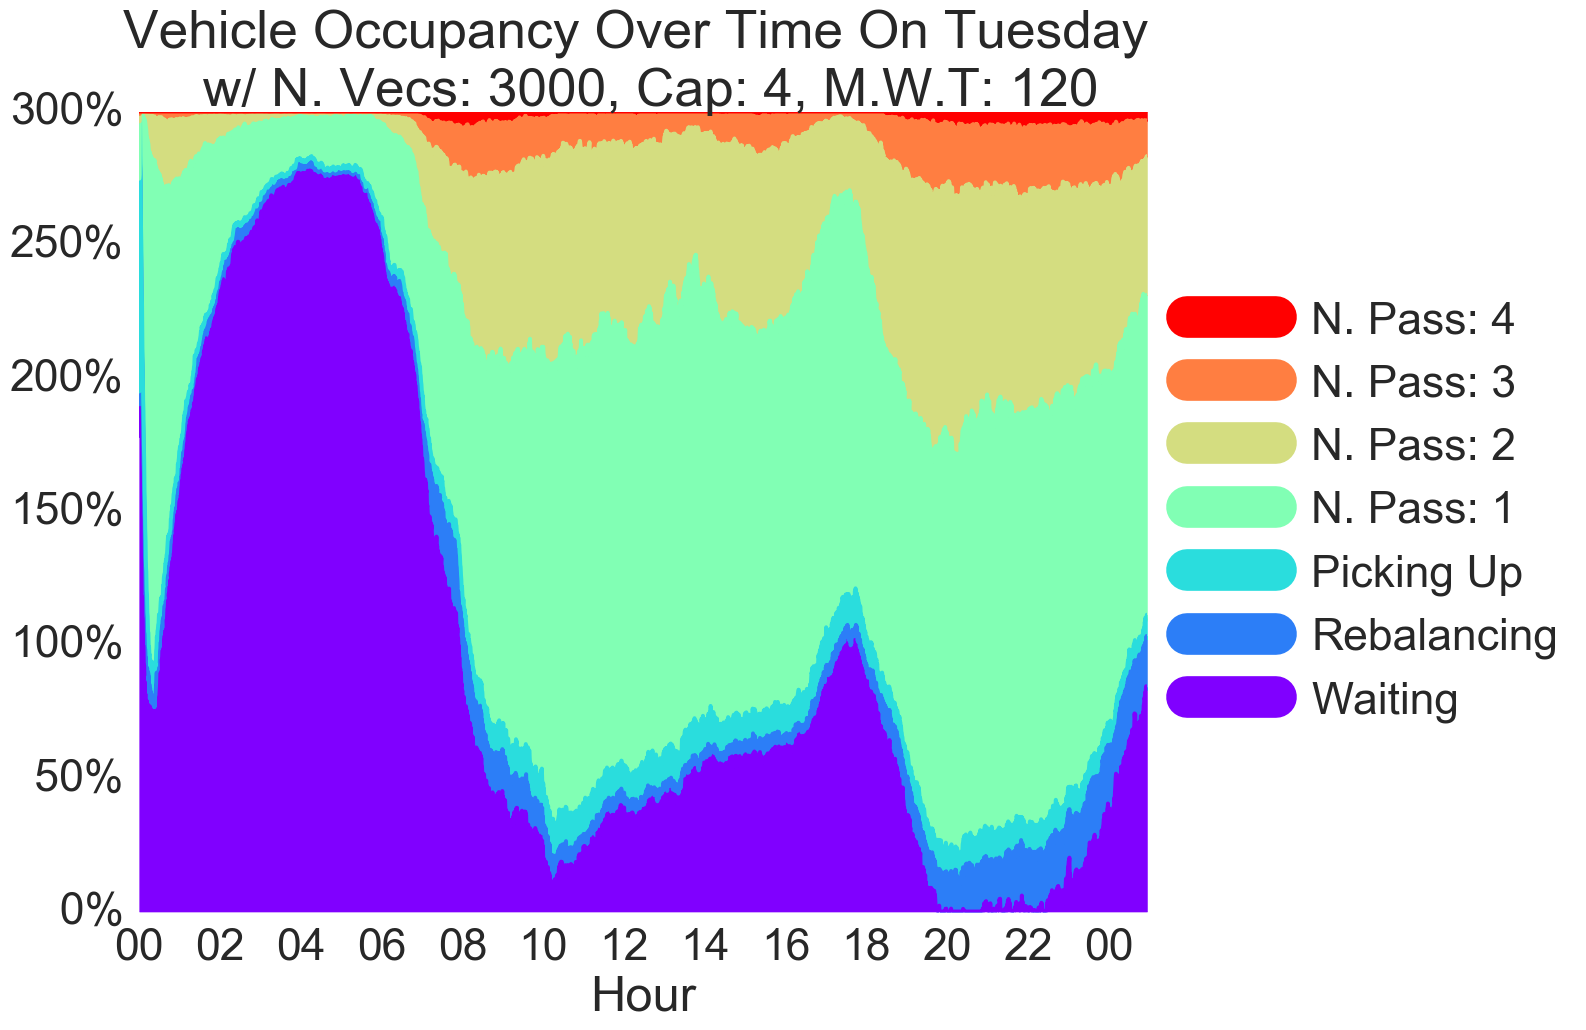 Vehicle Occupancy Over Time On Tuesday
w/ N. Vecs: 3000, Cap: 4, M.W.T: 120
300%
250%
200%
150%
100%
50%
0%
00 02 04 06 08 10 12 14 16 18 20 22 00
Hour
N. Pass: 4
N. Pass: 3
N. Pass: 2
N. Pass: 1
Picking Up
Rebalancing
Waiting